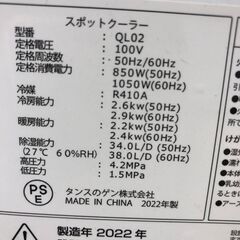 スポットクーラー
型番 : QL02
定格電圧 : 100V
定格周波数 : 50Hz/60Hz
定格消費電力 : 850W(50Hz)
1050W(60Hz)
冷媒 : R410A
冷房能力 : 2.6kw(50Hz)
2.9kw(60Hz)
暖房能力 : 2.2kw(50Hz)
2.4kw(60Hz)
除湿能力 : 34.0L/D (50Hz)
(27℃ 60%RH) 38.0L/D (60Hz)
高圧圧力 : 4.2MPa
低圧圧力 : 1.5MPa
PSE
タンスのゲン株式会社
MADE IN CHINA 2022年製
製造年 2022年